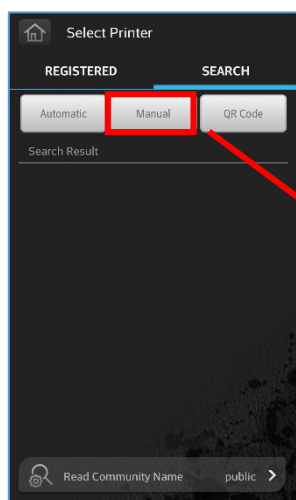 Select Printer
REGISTERED SEARCH
Automatic Manual QR Code
Search Result
Read Community Name public